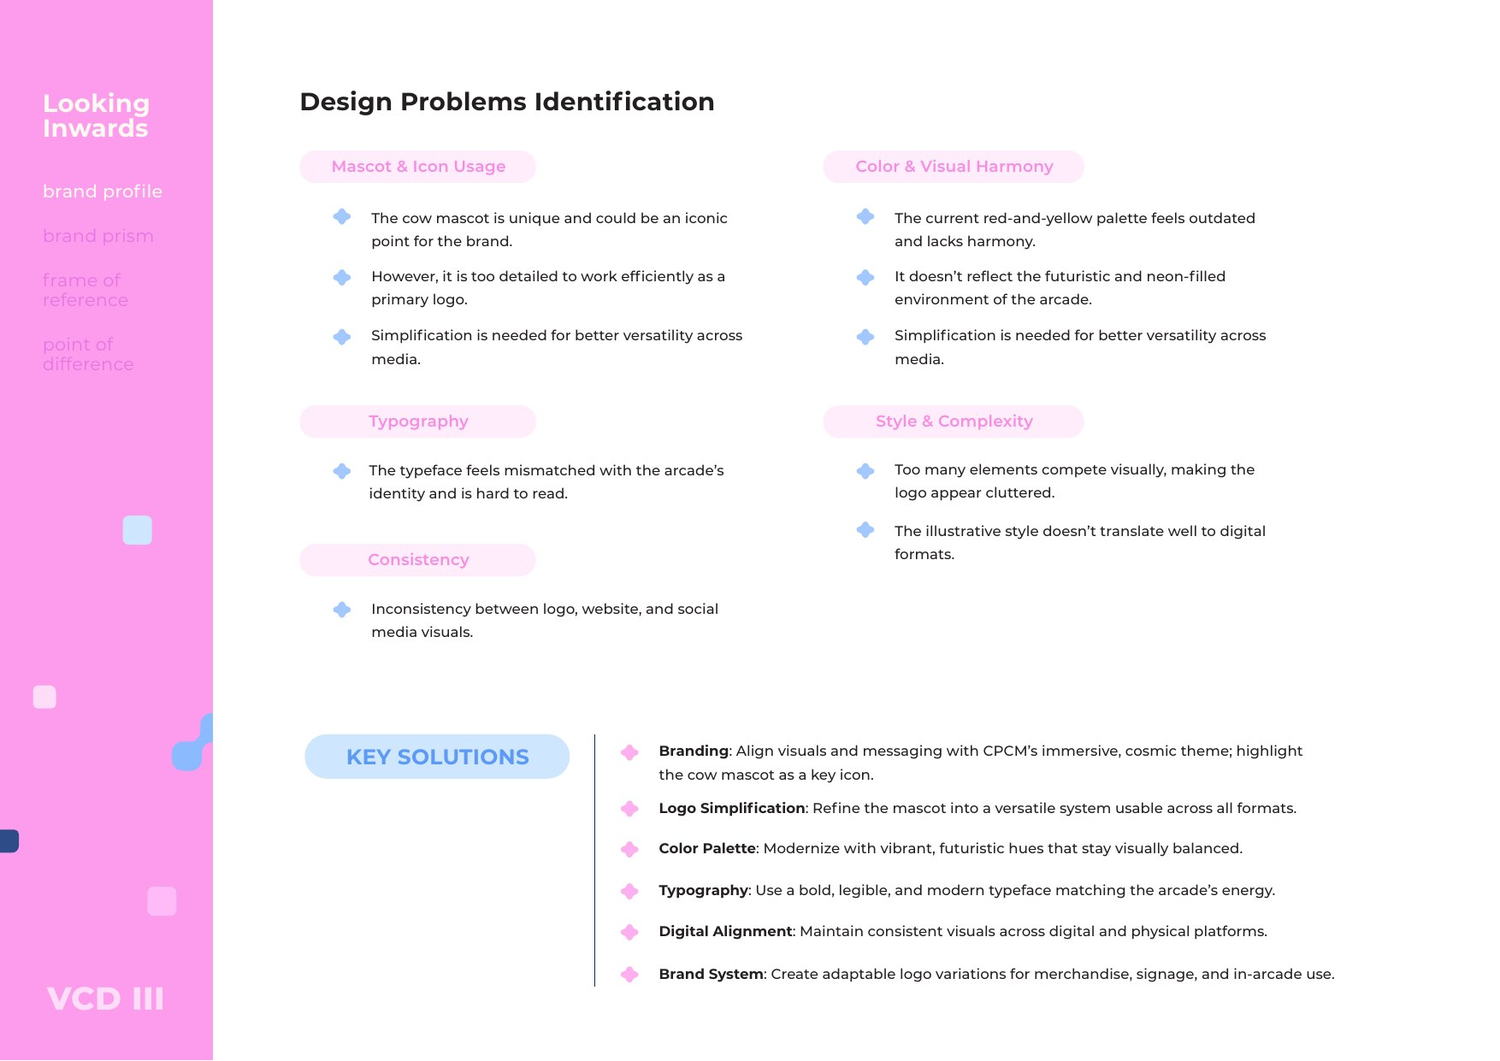 Looking
Inwards
brand profile
brand prism
frame of
reference
point of
difference
VCD III
Design Problems Identification
Mascot & Icon Usage
The cow mascot is unique and could be an iconic
point for the brand.
However, it is too detailed to work efficiently as a
primary logo.
Simplification is needed for better versatility across
media.
Typography
The typeface feels mismatched with the arcade’s
identity and is hard to read.
Consistency
Inconsistency between logo, website, and social
media visuals.
Color & Visual Harmony
The current red-and-yellow palette feels outdated
and lacks harmony.
It doesn’t reflect the futuristic and neon-filled
environment of the arcade.
Simplification is needed for better versatility across
media.
Style & Complexity
Too many elements compete visually, making the
logo appear cluttered.
The illustrative style doesn’t translate well to digital
formats.
KEY SOLUTIONS
Branding: Align visuals and messaging with CPCM’s immersive, cosmic theme; highlight
the cow mascot as a key icon.
Logo Simplification: Refine the mascot into a versatile system usable across all formats.
Color Palette: Modernize with vibrant, futuristic hues that stay visually balanced.
Typography: Use a bold, legible, and modern typeface matching the arcade’s energy.
Digital Alignment: Maintain consistent visuals across digital and physical platforms.
Brand System: Create adaptable logo variations for merchandise, signage, and in-arcade use.